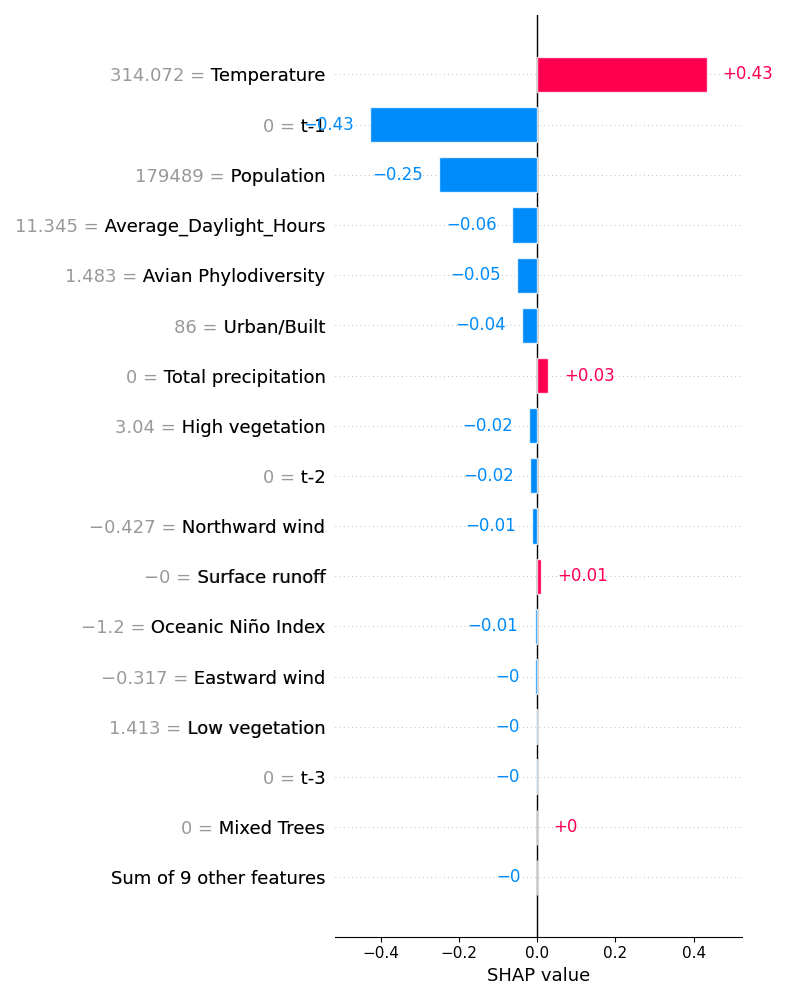 314.072 = Temperature +0.43
0 = t-1 −0.43
179489 = Population −0.25
11.345 = Average_Daylight_Hours −0.06
1.483 = Avian Phylodiversity −0.05
86 = Urban/Built −0.04
0 = Total precipitation +0.03
3.04 = High vegetation −0.02
0 = t-2 −0.02
−0.427 = Northward wind −0.01
−0 = Surface runoff +0.01
−1.2 = Oceanic Niño Index −0.01
−0.317 = Eastward wind −0
1.413 = Low vegetation −0
0 = t-3 −0
0 = Mixed Trees +0
Sum of 9 other features −0
−0.4 −0.2 0.0 0.2 0.4
SHAP value